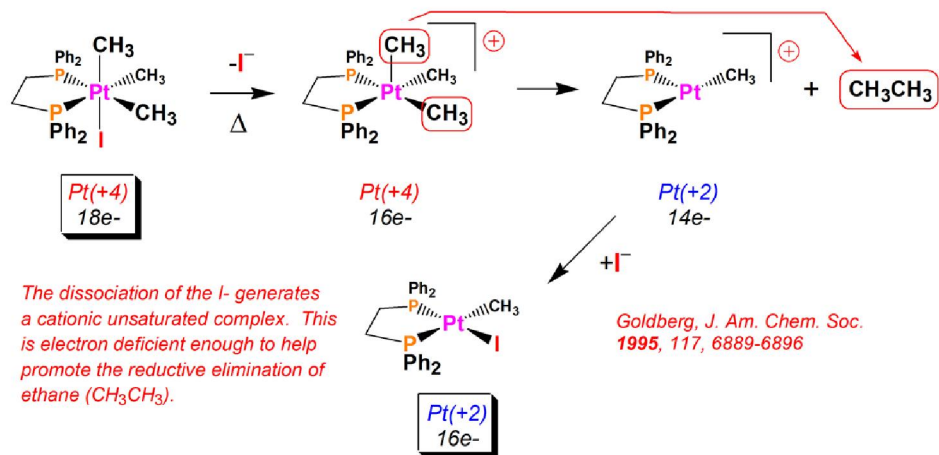 Ph₂
P
CH₃
CH₃
Pt
CH₃
P
Ph₂
I
-I⁻
Δ
Ph₂
P
CH₃
CH₃
Pt
CH₃
P
Ph₂
⊕
Ph₂
P
CH₃
Pt
P
Ph₂
⊕
+
CH₃CH₃
Pt(+4)
18e-
Pt(+4)
16e-
Pt(+2)
14e-
+I⁻
The dissociation of the I- generates
a cationic unsaturated complex. This
is electron deficient enough to help
promote the reductive elimination of
ethane (CH₃CH₃).
Ph₂
P
CH₃
Pt
P
I
Ph₂
Pt(+2)
16e-
Goldberg, J. Am. Chem. Soc.
1995, 117, 6889-6896